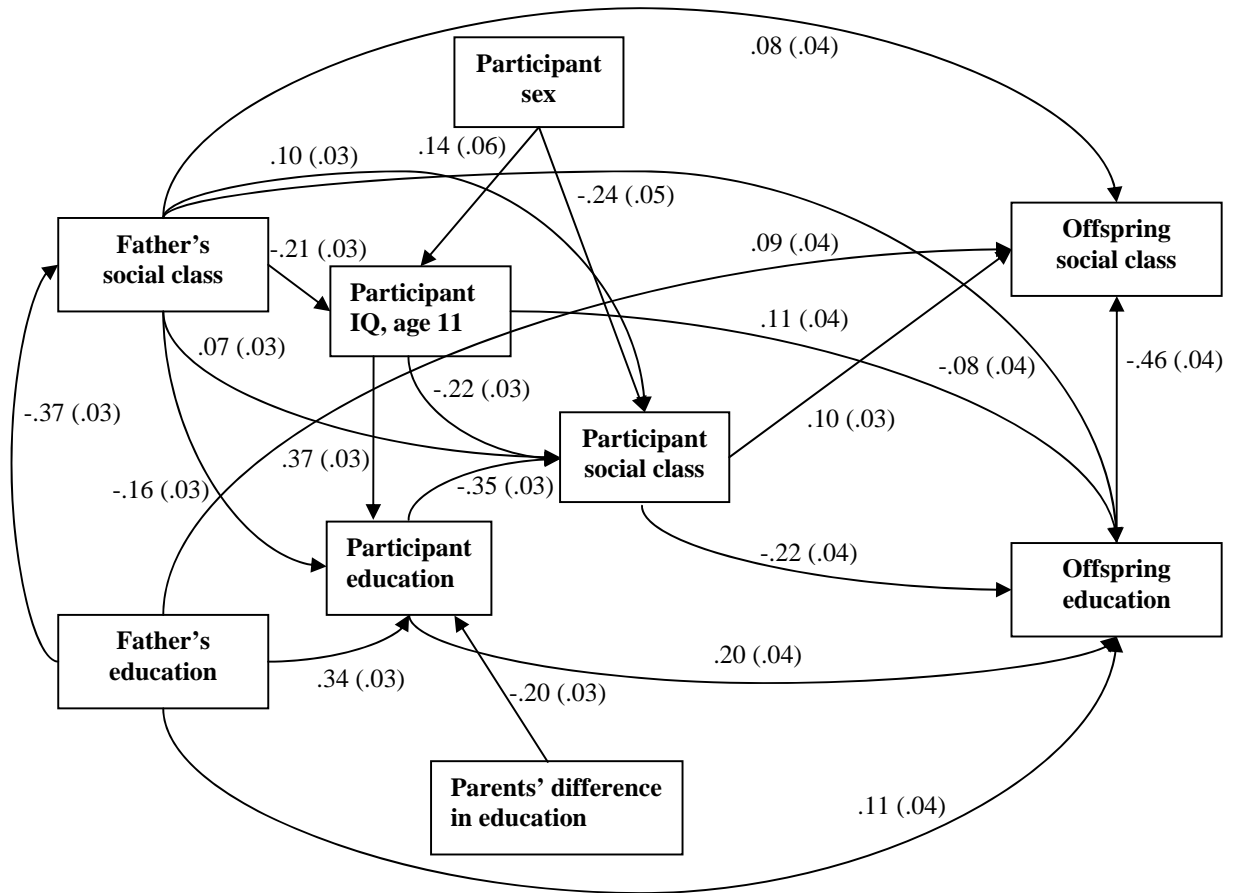 .08 (.04)
Participant
sex
.14 (.06)
.10 (.03)
-.24 (.05)
Father's
social class
-.21 (.03)
.09 (.04)
Offspring
social class
Participant
IQ, age 11
.11 (.04)
.07 (.03)
-.08 (.04)
-.46 (.04)
-.22 (.03)
-.37 (.03)
.10 (.03)
Participant
social class
.37 (.03)
-.16 (.03)
-.35 (.03)
Participant
education
-.22 (.04)
Offspring
education
Father's
education
.34 (.03)
.20 (.04)
-.20 (.03)
Parents' difference
in education
.11 (.04)